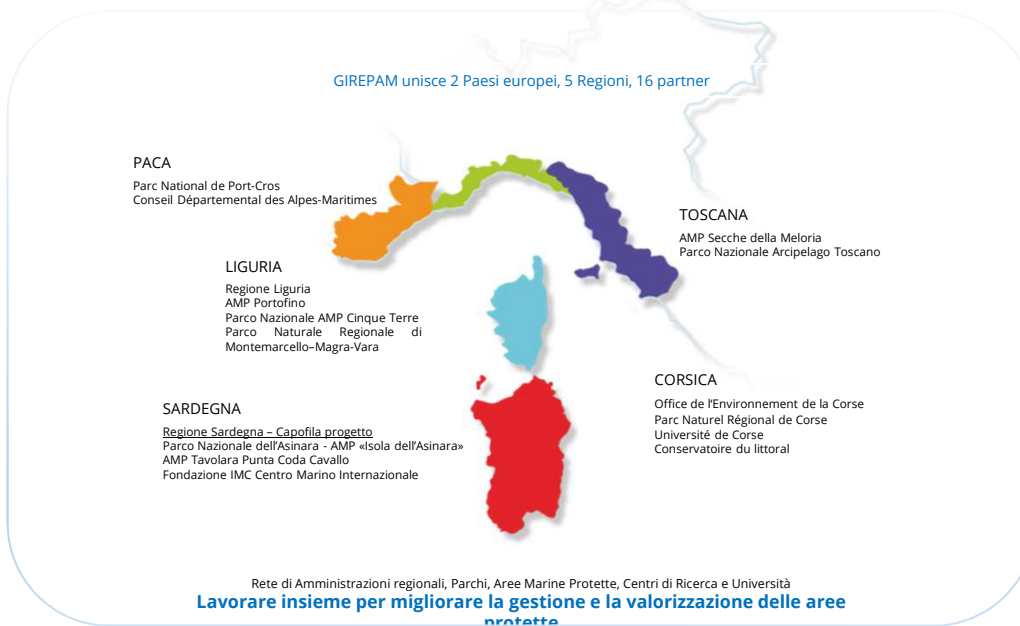 GIREPAM unisce 2 Paesi europei, 5 Regioni, 16 partner
PACA
Parc National de Port-Cros
Conseil Départemental des Alpes-Maritimes
TOSCANA
AMP Secche della Meloria
Parco Nazionale Arcipelago Toscano
LIGURIA
Regione Liguria
AMP Portofino
Parco Nazionale AMP Cinque Terre
Parco Naturale Regionale di
Montemarcello–Magra-Vara
CORSICA
Office de l'Environnement de la Corse
Parc Naturel Régional de Corse
Université de Corse
Conservatoire du littoral
SARDEGNA
Regione Sardegna – Capofila progetto
Parco Nazionale dell'Asinara - AMP «Isola dell'Asinara»
AMP Tavolara Punta Coda Cavallo
Fondazione IMC Centro Marino Internazionale
Rete di Amministrazioni regionali, Parchi, Aree Marine Protette, Centri di Ricerca e Università
Lavorare insieme per migliorare la gestione e la valorizzazione delle aree
protette